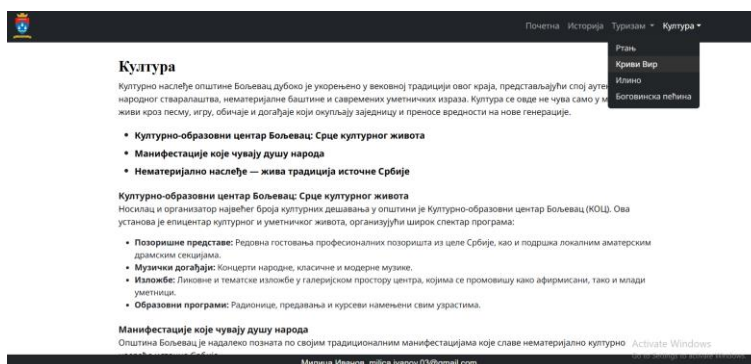 Почетна Историја Туризам Култура
Ртањ
Криви Вир
Илино
Боговинска пећина
Култура
Културно наслеђе општине Бољевац дубоко је укорењено у вековној традицији овог краја, представљајући спој
народног стваралаштва, нематеријалне баштине и савремених уметничких израза. Култура се овде не чува само у
живи кроз песму, игру, обичаје и догађаје који окупљају заједницу и преносе вредности на нове генерације.
• Културно-образовни центар Бољевац: Срце културног живота
• Манифестације које чувају душу народа
• Нематеријално наслеђе — жива традиција источне Србије
Културно-образовни центар Бољевац: Срце културног живота
Носилац и организатор највећег броја културних дешавања у општини је Културно-образовни центар Бољевац (КОЦ). Ова
установа је епицентар културног и уметничког живота, организујући широк спектар програма:
• Позоришне представе: Редовна гостовања професионалних позоришта из целе Србије, као и подршка локалним аматерским
драмским секцијама.
• Музички догађаји: Концерти народне, класичне и модерне музике.
• Изложбе: Ликовне и тематске изложбе у галеријском простору центра, којима се промовишу како афирмисани, тако и млади
уметници.
• Образовни програми: Радионице, предавања и курсеви намењени свим узрастима.
Манифестације које чувају душу народа
Општина Бољевац је надалеко позната по својим традиционалним манифестацијама које славе нематеријално културно
Activate Windows
Go to Settings to activate Windows.
Милица Иванов, milica.ivanov.03@gmail.com